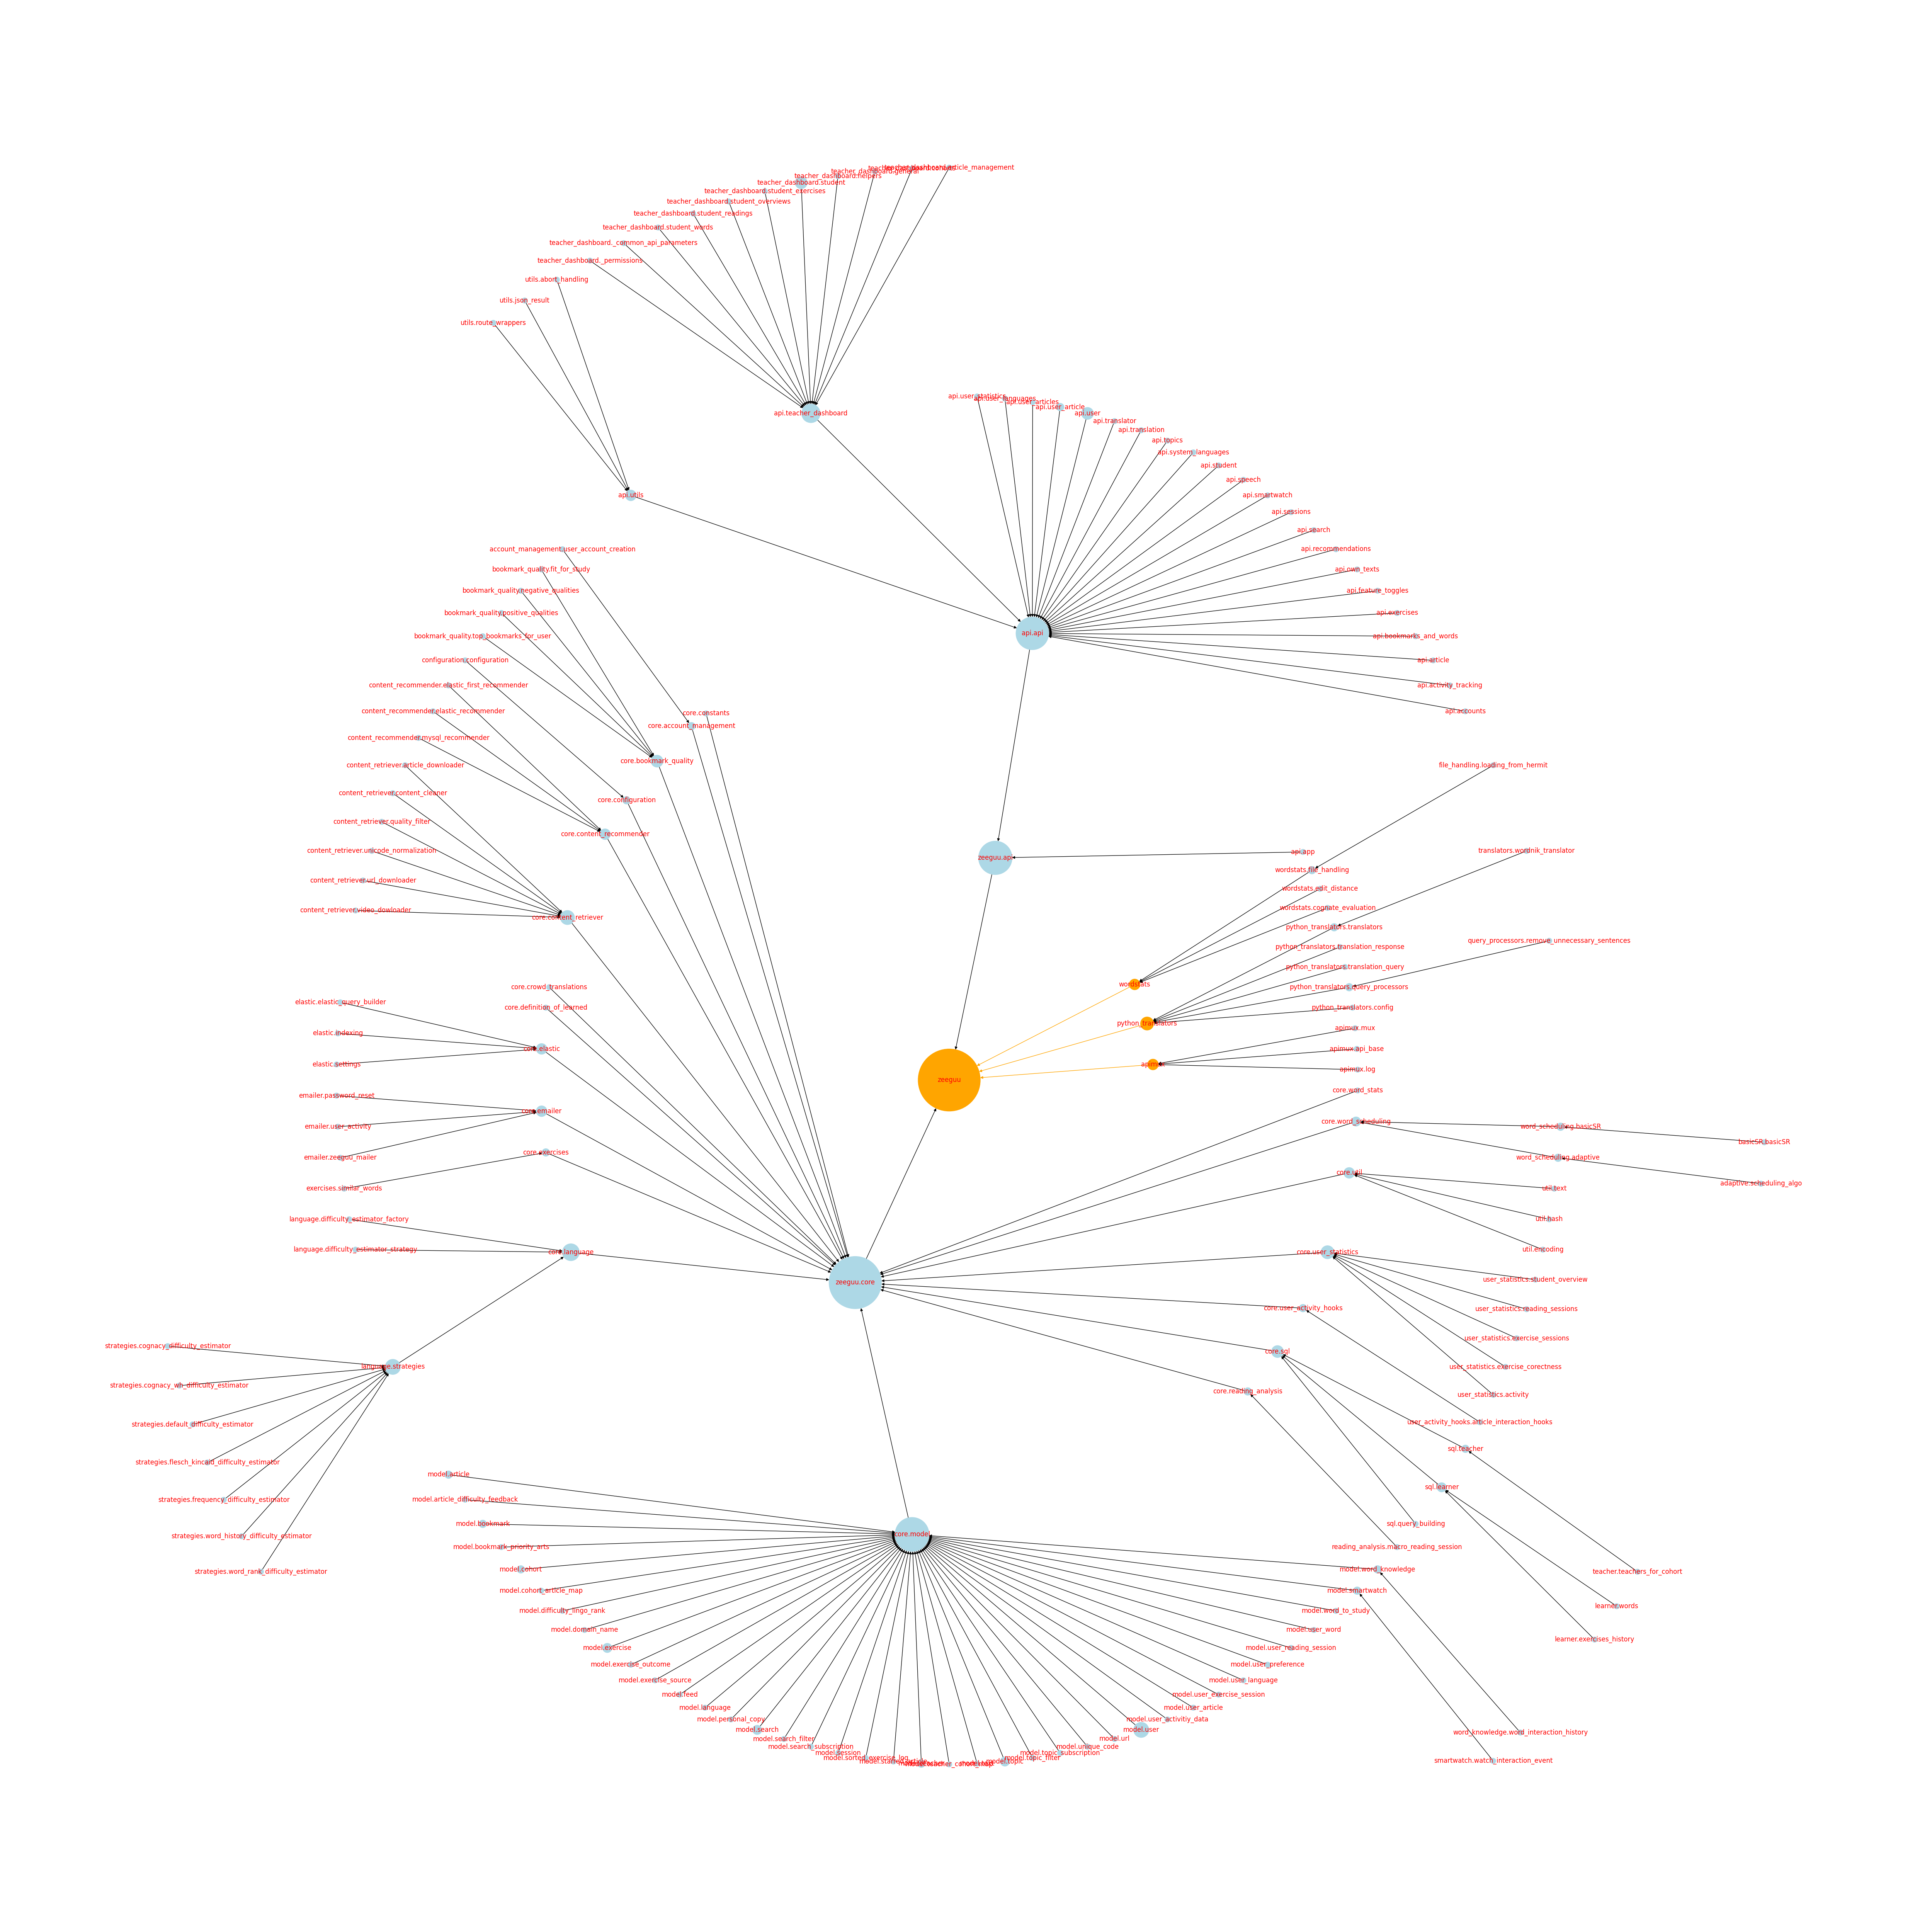 teacher_dashboard.article_management
teacher_dashboard.helpers
teacher_dashboard.student
teacher_dashboard.student_exercises
teacher_dashboard.student_overviews
teacher_dashboard.student_readings
teacher_dashboard.student_words
teacher_dashboard._common_api_parameters
teacher_dashboard._permissions
utils.abort_handling
utils.json_result
utils.route_wrappers
api.teacher_dashboard
api.utils
api.user_statistics
api.user_languages
api.user_articles
api.user_article
api.user
api.translator
api.translation
api.topics
api.system_languages
api.student
api.speech
api.smartwatch
api.sessions
api.search
api.recommendations
api.own_texts
api.feature_toggles
api.exercises
api.bookmarks_and_words
api.article
api.activity_tracking
api.accounts
api.api
account_management.user_account_creation
bookmark_quality.fit_for_study
bookmark_quality.negative_qualities
bookmark_quality.positive_qualities
bookmark_quality.top_bookmarks_for_user
configuration.configuration
content_recommender.elastic_first_recommender
content_recommender.elastic_recommender
content_recommender.mysql_recommender
content_retriever.article_downloader
content_retriever.content_cleaner
content_retriever.quality_filter
content_retriever.unicode_normalization
content_retriever.url_downloader
content_retriever.video_dowlnoader
core.constants
core.account_management
core.bookmark_quality
core.configuration
core.content_recommender
core.content_retriever
zeeguu.api
api.app
file_handling.loading_from_hermit
wordstats.file_handling
translators.wordnik_translator
wordstats.edit_distance
wordstats.cognate_evaluation
python_translators.translators
query_processors.remove_unnecessary_sentences
python_translators.translation_response
python_translators.translation_query
python_translators.query_processors
python_translators.config
wordstats
python_translators
apimux.mux
apimux.api_base
apimux
apimux.log
zeeguu
core.crowd_translations
core.definition_of_learned
elastic.elastic_query_builder
elastic.indexing
core.elastic
elastic.settings
emailer.password_reset
core.emailer
emailer.user_activity
core.exercises
emailer.zeeguu_mailer
exercises.similar_words
language.difficulty_estimator_factory
language.difficulty_estimator_strategy
core.language
zeeguu.core
core.word_stats
core.word_scheduling
word_scheduling.basicSR
basicSR.basicSR
word_scheduling.adaptive
adaptive.scheduling_algo
core.util
util.text
util.hash
util.encoding
core.user_statistics
user_statistics.student_overview
user_statistics.reading_sessions
user_statistics.exercise_sessions
user_statistics.exercise_corectness
user_statistics.activity
core.user_activity_hooks
user_activity_hooks.article_interaction_hooks
core.sql
sql.teacher
sql.learner
sql.query_building
core.reading_analysis
reading_analysis.macro_reading_session
teacher.teachers_for_cohort
learner.words
learner.exercises_history
strategies.cognacy_difficulty_estimator
language.strategies
strategies.cognacy_wh_difficulty_estimator
strategies.default_difficulty_estimator
strategies.flesch_kincaid_difficulty_estimator
strategies.frequency_difficulty_estimator
strategies.word_history_difficulty_estimator
strategies.word_rank_difficulty_estimator
core.model
model.article
model.article_difficulty_feedback
model.bookmark
model.bookmark_priority_arts
model.cohort
model.cohort_article_map
model.difficulty_lingo_rank
model.domain_name
model.exercise
model.exercise_outcome
model.exercise_source
model.feed
model.language
model.personal_copy
model.search
model.search_filter
model.search_subscription
model.session
model.sorted_exercise_log
model.topic
model.topic_filter
model.topic_subscription
model.unique_code
model.url
model.user
model.user_activitiy_data
model.user_article
model.user_exercise_session
model.user_language
model.user_preference
model.user_reading_session
model.user_word
model.word_to_study
model.smartwatch
model.word_knowledge
word_knowledge.word_interaction_history
smartwatch.watch_interaction_event